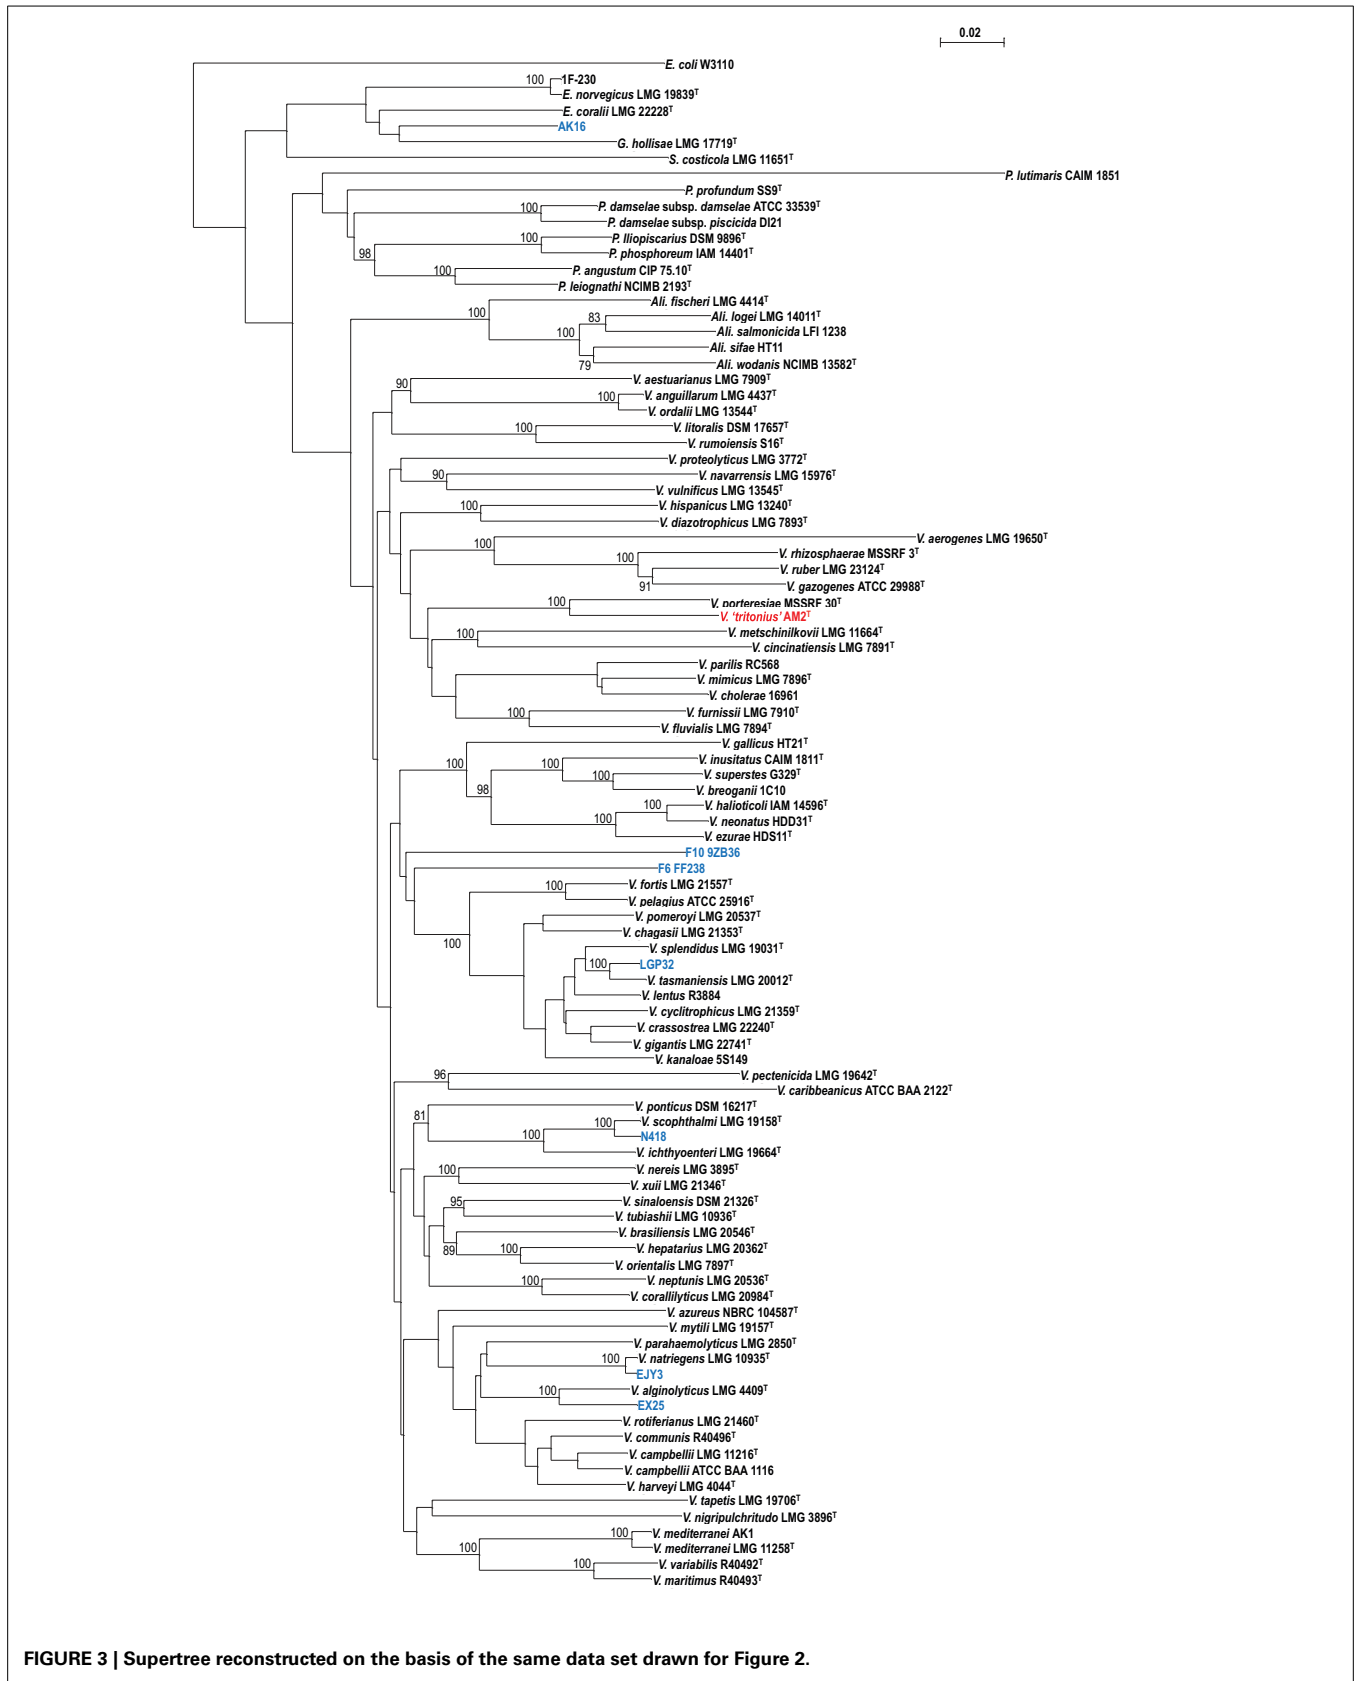 0.02
E. coli W3110
100
1F-230
E. norvegicus LMG 19839ᵀ
E. coralii LMG 22228ᵀ
AK16
G. hollisae LMG 17719ᵀ
S. costicola LMG 11651ᵀ
P. lutimaris CAIM 1851
P. profundum SS9ᵀ
100
P. damselae subsp. damselae ATCC 33539ᵀ
P. damselae subsp. piscicida DI21
100
P. Iliopiscarius DSM 9896ᵀ
98
P. phosphoreum IAM 14401ᵀ
100
P. angustum CIP 75.10ᵀ
P. leiognathi NCIMB 2193ᵀ
100
Ali. fischeri LMG 4414ᵀ
83
Ali. logei LMG 14011ᵀ
100
Ali. salmonicida LFI 1238
Ali. sifae HT11
79
Ali. wodanis NCIMB 13582ᵀ
90
V. aestuarianus LMG 7909ᵀ
100
V. anguillarum LMG 4437ᵀ
V. ordalii LMG 13544ᵀ
100
V. litoralis DSM 17657ᵀ
V. rumoiensis S16ᵀ
V. proteolyticus LMG 3772ᵀ
90
V. navarrensis LMG 15976ᵀ
V. vulnificus LMG 13545ᵀ
100
V. hispanicus LMG 13240ᵀ
V. diazotrophicus LMG 7893ᵀ
100
V. aerogenes LMG 19650ᵀ
100
V. rhizosphaerae MSSRF 3ᵀ
V. ruber LMG 23124ᵀ
91
V. gazogenes ATCC 29988ᵀ
100
V. porteresiae MSSRF 30ᵀ
V. ‘tritonius’ AM2ᵀ
100
V. metschinilkovii LMG 11664ᵀ
V. cincinatiensis LMG 7891ᵀ
V. parilis RC568
V. mimicus LMG 7896ᵀ
V. cholerae 16961
100
V. furnissii LMG 7910ᵀ
V. fluvialis LMG 7894ᵀ
100
V. gallicus HT21ᵀ
100
V. inusitatus CAIM 1811ᵀ
100
V. superstes G329ᵀ
98
V. breoganii 1C10
100
V. halioticoli IAM 14596ᵀ
100
V. neonatus HDD31ᵀ
V. ezurae HDS11ᵀ
F10 9ZB36
F6 FF238
100
V. fortis LMG 21557ᵀ
V. pelagius ATCC 25916ᵀ
100
V. pomeroyi LMG 20537ᵀ
V. chagasii LMG 21353ᵀ
V. splendidus LMG 19031ᵀ
100
LGP32
V. tasmaniensis LMG 20012ᵀ
V. lentus R3884
V. cyclitrophicus LMG 21359ᵀ
V. crassostrea LMG 22240ᵀ
V. gigantis LMG 22741ᵀ
V. kanaloae 5S149
96
V. pectenicida LMG 19642ᵀ
V. caribbeanicus ATCC BAA 2122ᵀ
81
V. ponticus DSM 16217ᵀ
100
V. scophthalmi LMG 19158ᵀ
100
N418
V. ichthyoenteri LMG 19664ᵀ
100
V. nereis LMG 3895ᵀ
V. xuii LMG 21346ᵀ
95
V. sinaloensis DSM 21326ᵀ
V. tubiashii LMG 10936ᵀ
V. brasiliensis LMG 20546ᵀ
89
100
V. hepatarius LMG 20362ᵀ
V. orientalis LMG 7897ᵀ
100
V. neptunis LMG 20536ᵀ
V. corallilyticus LMG 20984ᵀ
V. azureus NBRC 104587ᵀ
V. mytili LMG 19157ᵀ
V. parahaemolyticus LMG 2850ᵀ
100
V. natriegens LMG 10935ᵀ
EJY3
100
V. alginolyticus LMG 4409ᵀ
EX25
V. rotiferianus LMG 21460ᵀ
V. communis R40496ᵀ
V. campbellii LMG 11216ᵀ
V. campbellii ATCC BAA 1116
V. harveyi LMG 4044ᵀ
V. tapetis LMG 19706ᵀ
V. nigripulchritudo LMG 3896ᵀ
100
V. mediterranei AK1
100
V. mediterranei LMG 11258ᵀ
100
V. variabilis R40492ᵀ
V. maritimus R40493ᵀ
FIGURE 3 | Supertree reconstructed on the basis of the same data set drawn for Figure 2.